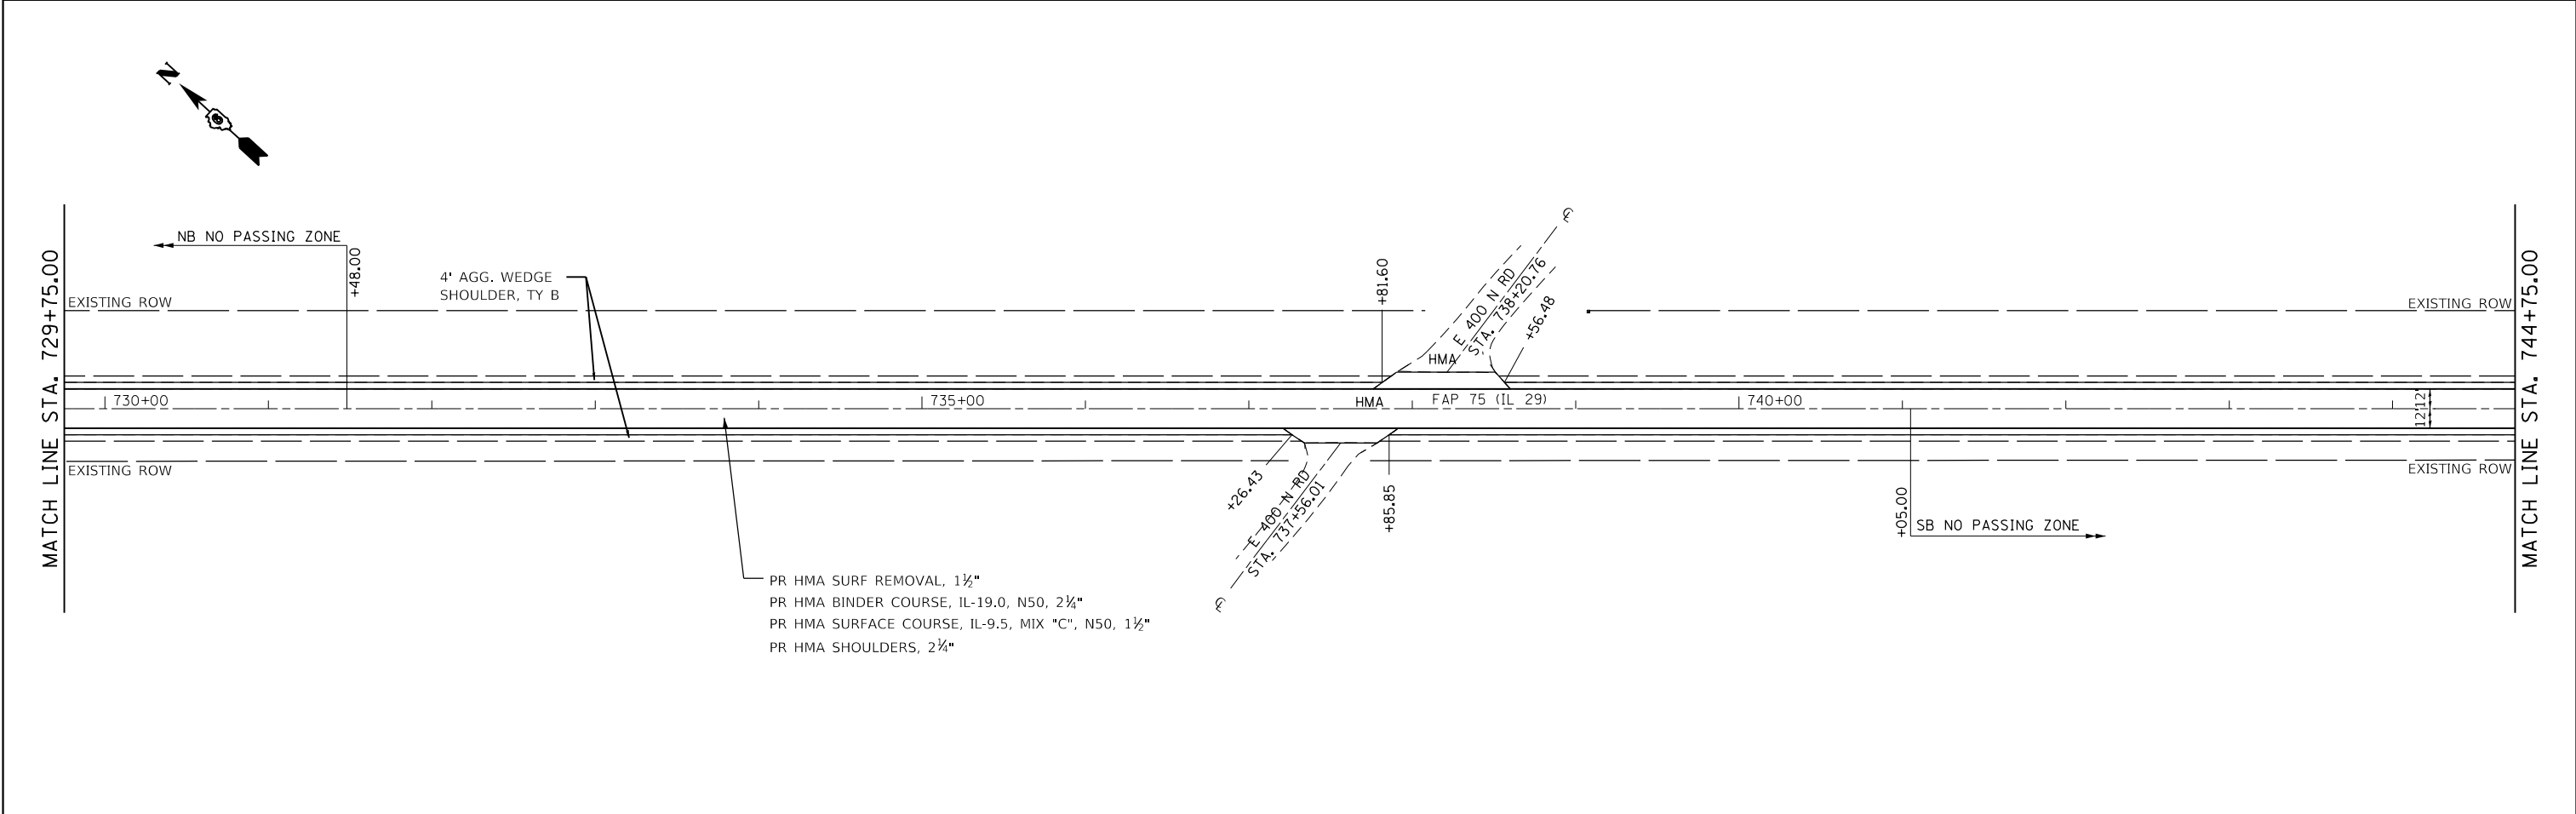 N
NB NO PASSING ZONE
+48.00
4' AGG. WEDGE
SHOULDER, TY B
EXISTING ROW
EXISTING ROW
MATCH LINE STA. 729+75.00
MATCH LINE STA. 744+75.00
+81.60
E 400 N RD
STA. 738+20.76
+56.48
HMA
730+00
735+00
HMA
FAP 75 (IL 29)
740+00
12'
12'
EXISTING ROW
EXISTING ROW
+26.43
E 400 N RD
STA. 737+56.01
+85.85
+05.00
SB NO PASSING ZONE
PR HMA SURF REMOVAL, 1½"
PR HMA BINDER COURSE, IL-19.0, N50, 2¼"
PR HMA SURFACE COURSE, IL-9.5, MIX "C", N50, 1½"
PR HMA SHOULDERS, 2¼"